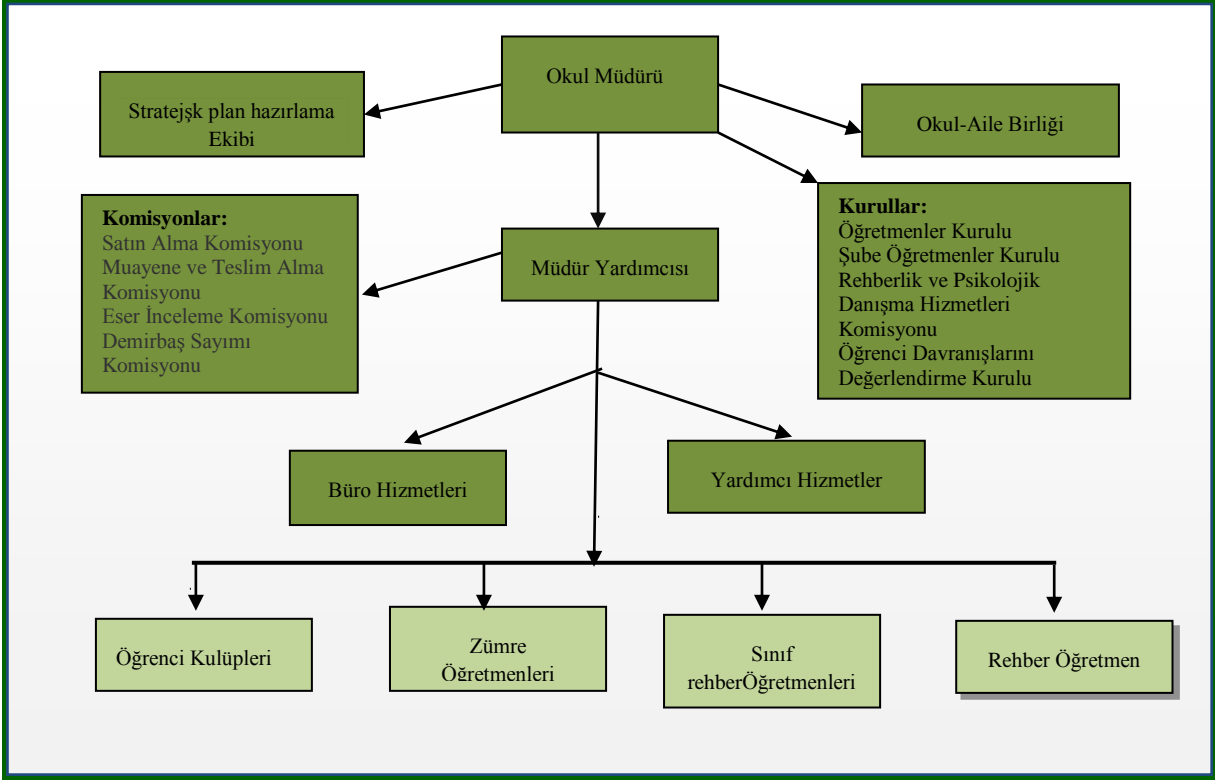 Okul Müdürü
Stratejşk plan hazırlama
Ekibi
Okul-Aile Birliği
Komisyonlar:
Satın Alma Komisyonu
Muayene ve Teslim Alma
Komisyonu
Eser İnceleme Komisyonu
Demirbaş Sayımı
Komisyonu
Müdür Yardımcısı
Kurullar:
Öğretmenler Kurulu
Şube Öğretmenler Kurulu
Rehberlik ve Psikolojik
Danışma Hizmetleri
Komisyonu
Öğrenci Davranışlarını
Değerlendirme Kurulu
Büro Hizmetleri
Yardımcı Hizmetler
Öğrenci Kulüpleri
Zümre
Öğretmenleri
Sınıf
rehberÖğretmenleri
Rehber Öğretmen